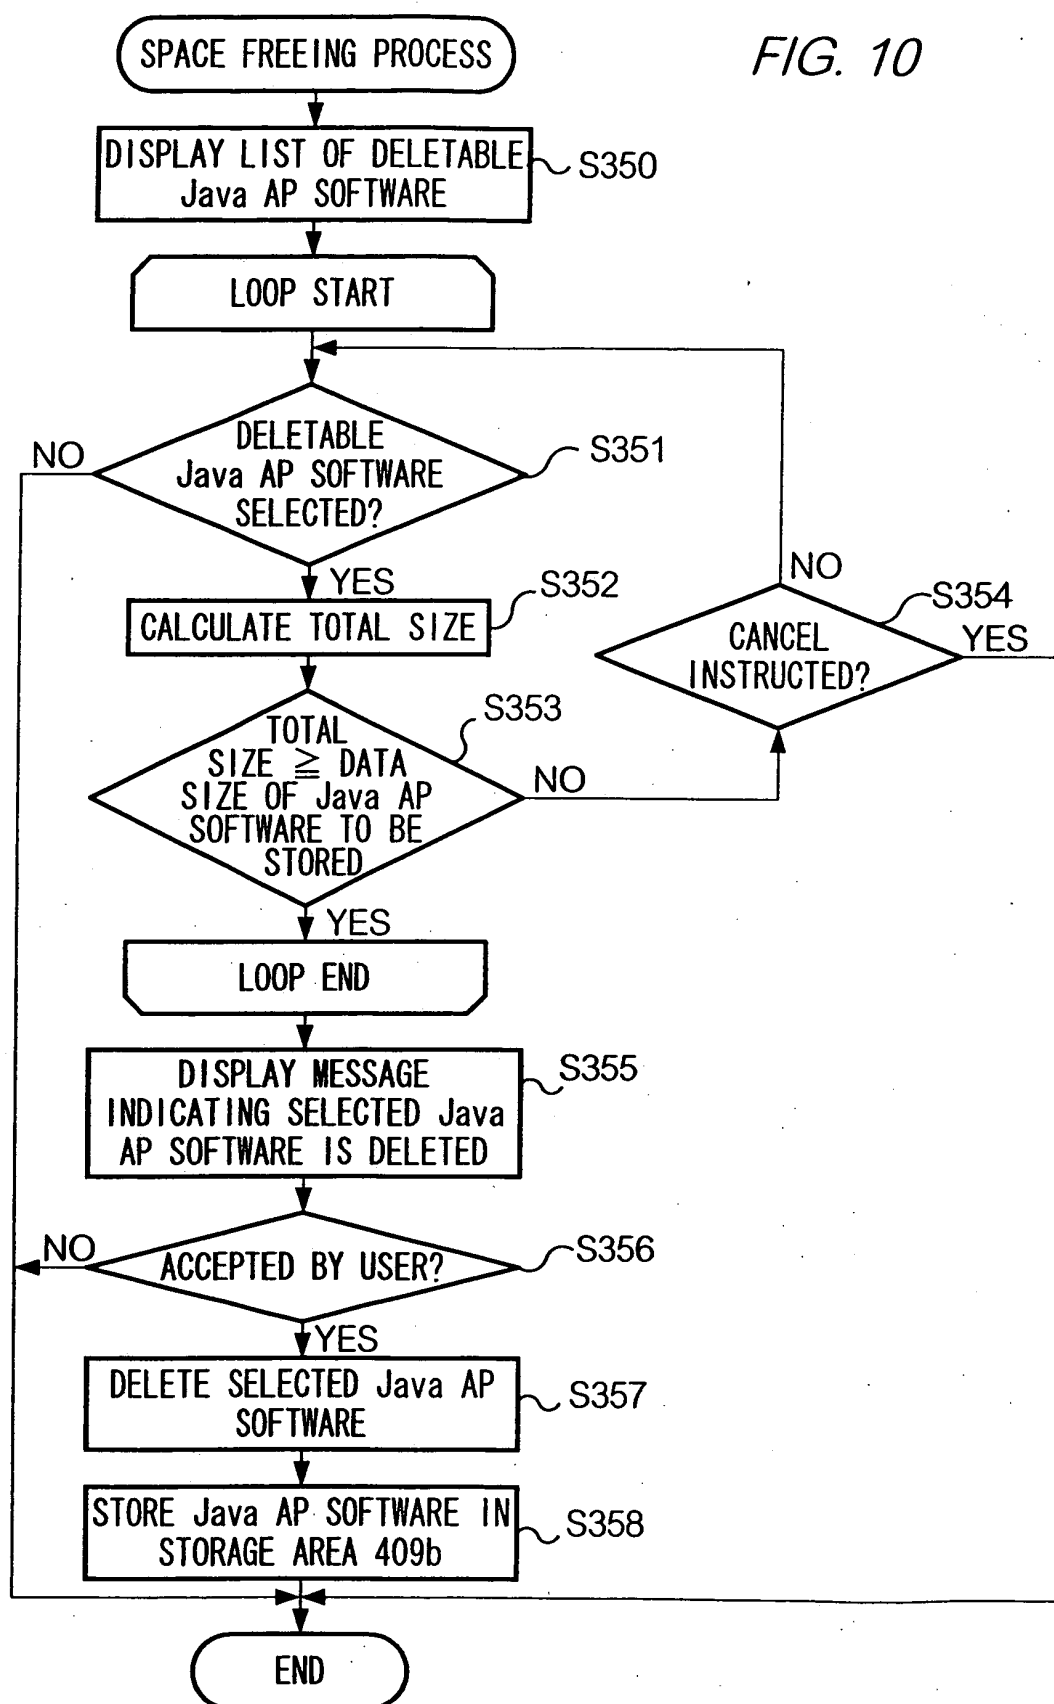 SPACE FREEING PROCESS
FIG. 10
DISPLAY LIST OF DELETABLE
Java AP SOFTWARE
S350
LOOP START
DELETABLE
Java AP SOFTWARE
SELECTED?
S351
NO
YES
CALCULATE TOTAL SIZE
S352
NO
CANCEL
INSTRUCTED?
S354
YES
TOTAL
SIZE ≧ DATA
SIZE OF Java AP
SOFTWARE TO BE
STORED
S353
NO
YES
LOOP END
DISPLAY MESSAGE
INDICATING SELECTED Java
AP SOFTWARE IS DELETED
S355
NO
ACCEPTED BY USER?
S356
YES
DELETE SELECTED Java AP
SOFTWARE
S357
STORE Java AP SOFTWARE IN
STORAGE AREA 409b
S358
END